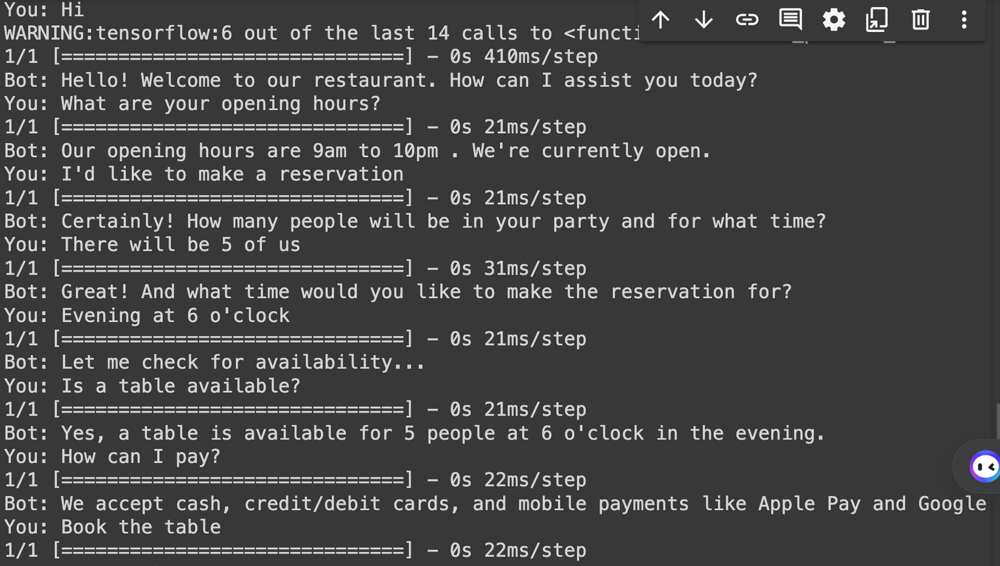 You: Hi
WARNING:tensorflow:6 out of the last 14 calls to <functi
1/1 [==============================] - 0s 410ms/step
Bot: Hello! Welcome to our restaurant. How can I assist you today?
You: What are your opening hours?
1/1 [==============================] - 0s 21ms/step
Bot: Our opening hours are 9am to 10pm . We're currently open.
You: I'd like to make a reservation
1/1 [==============================] - 0s 21ms/step
Bot: Certainly! How many people will be in your party and for what time?
You: There will be 5 of us
1/1 [==============================] - 0s 31ms/step
Bot: Great! And what time would you like to make the reservation for?
You: Evening at 6 o'clock
1/1 [==============================] - 0s 21ms/step
Bot: Let me check for availability...
You: Is a table available?
1/1 [==============================] - 0s 21ms/step
Bot: Yes, a table is available for 5 people at 6 o'clock in the evening.
You: How can I pay?
1/1 [==============================] - 0s 22ms/step
Bot: We accept cash, credit/debit cards, and mobile payments like Apple Pay and Google
You: Book the table
1/1 [==============================] - 0s 22ms/step